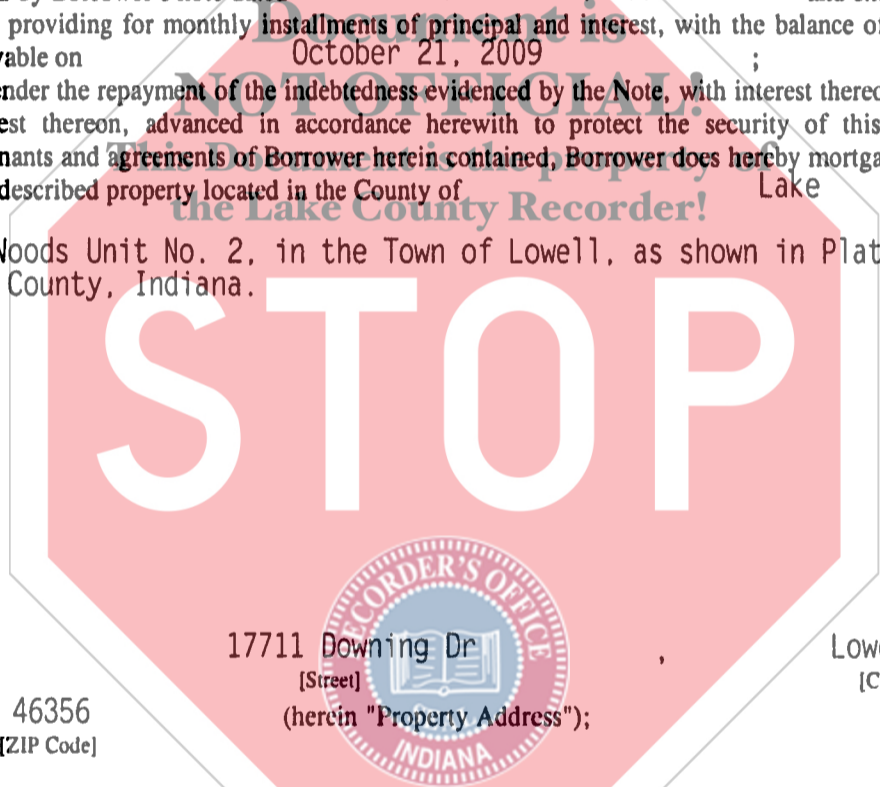 Document is
providing for monthly installments of principal and interest, with the balance
able on October 21, 2009 ;
NOT OFFICIAL!
nder the repayment of the indebtedness evidenced by the Note, with interest
est thereon, advanced in accordance herewith to protect the security of this
This Document is the property of
nants and agreements of Borrower herein contained, Borrower does hereby
described property located in the County of Lake
the Lake County Recorder!
Woods Unit No. 2, in the Town of Lowell, as shown in Plat
County, Indiana.
STOP
RECORDER'S OFFICE
17711 Downing Dr ,
[Street]
46356 (herein "Property Address");
[ZIP Code]
INDIANA